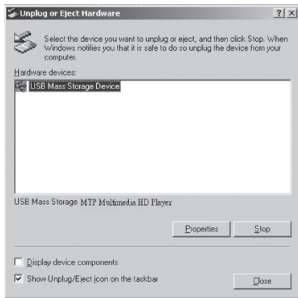 Unplug or Eject Hardware
Select the device you want to unplug or eject, and then click Stop. When
Windows notifies you that it is safe to do so unplug the device from your
computer.
Hardware devices:
USB Mass Storage Device
USB Mass Storage MTP Multimedia HD Player
Properties Stop
Display device components
Show Unplug/Eject icon on the taskbar
Close